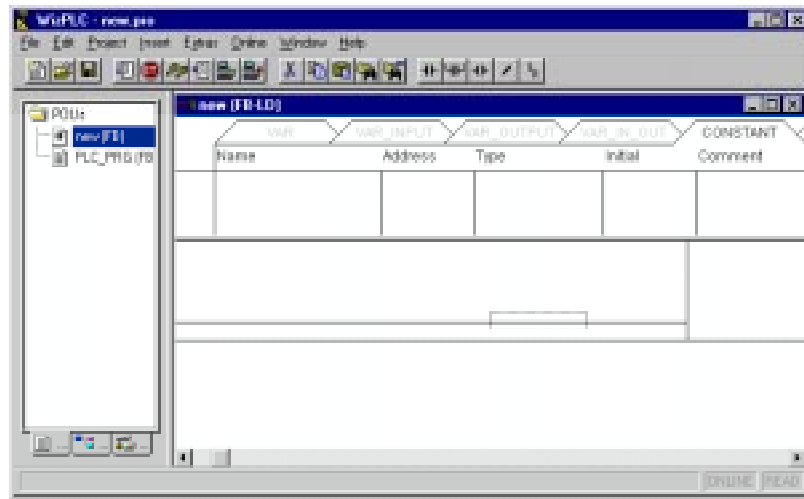 WizPLC - new.pro
File Edit Project Insert Extras Online Window Help
POUs
new (FB)
PLC_PRG (FB
new (FB-LD)
VAR VAR_INPUT VAR_OUTPUT VAR_IN_OUT CONSTANT
Name Address Type Initial Comment
ONLINE READ